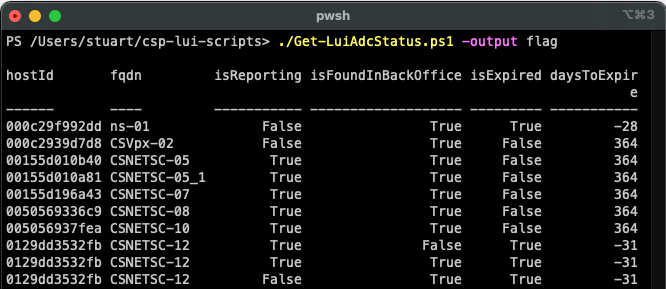 pwsh
⌥⌘3
PS /Users/stuart/csp-lui-scripts> ./Get-LuiAdcStatus.ps1 -output flag
hostId fqdn isReporting isFoundInBackOffice isExpired daysToExpir
e
------ ---- ----------- ------------------- --------- -----------
000c29f992dd ns-01 False True True -28
000c2939d7d8 CSVpx-02 False True False 364
00155d010b40 CSNETSC-05 True True False 364
00155d010a81 CSNETSC-05_1 True True False 364
00155d196a43 CSNETSC-07 True True False 364
0050569336c9 CSNETSC-08 True True False 364
005056937fea CSNETSC-10 True True False 364
0129dd3532fb CSNETSC-12 True False True -31
0129dd3532fb CSNETSC-12 True True True -31
0129dd3532fb CSNETSC-12 False True True -31